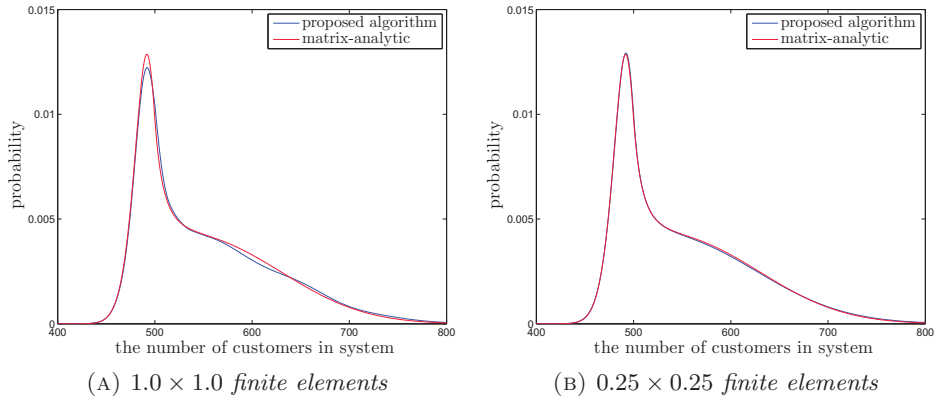 0.015
proposed algorithm
matrix-analytic
0.01
probability
0.005
0
400
500
600
700
800
the number of customers in system
(A) 1.0 × 1.0 finite elements
0.015
proposed algorithm
matrix-analytic
0.01
probability
0.005
0
400
500
600
700
800
the number of customers in system
(B) 0.25 × 0.25 finite elements